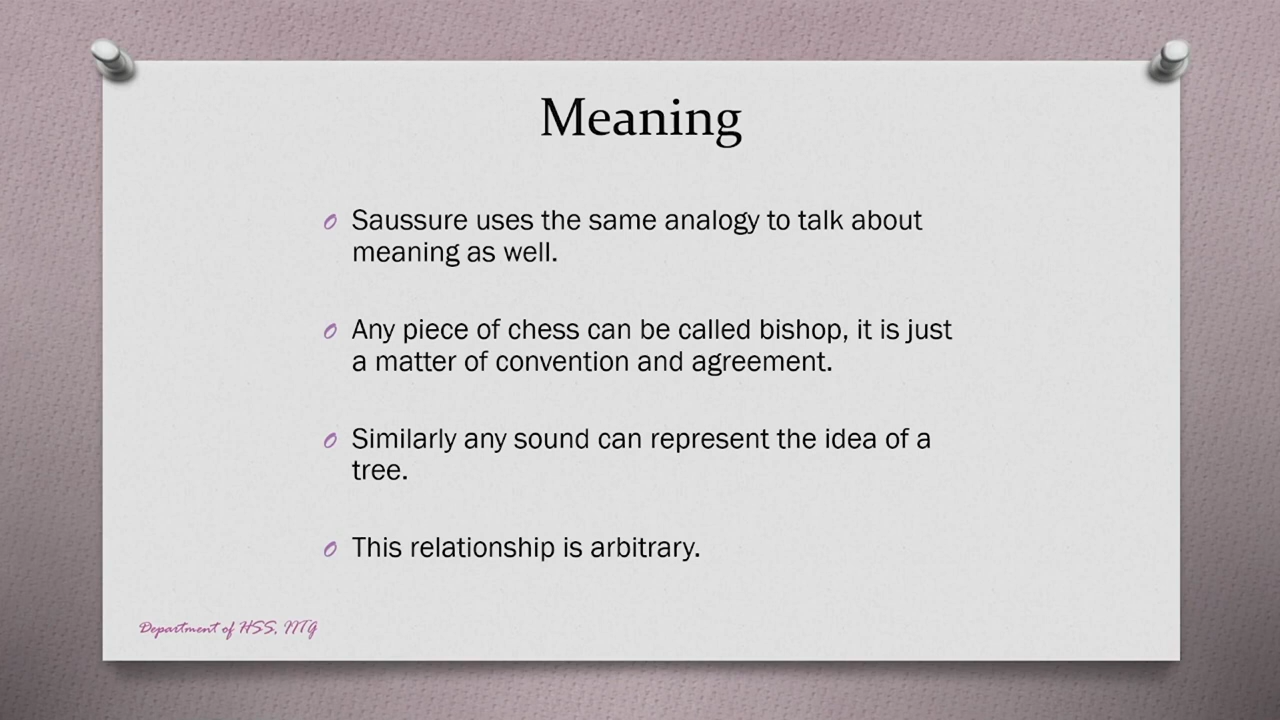 Meaning
Saussure uses the same analogy to talk about
meaning as well.
Any piece of chess can be called bishop, it is just
a matter of convention and agreement.
Similarly any sound can represent the idea of a
tree.
This relationship is arbitrary.
Department of HSS, IITG